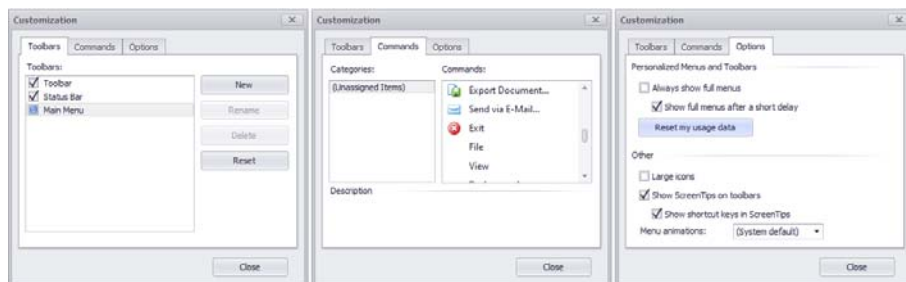 Customization
Toolbars Commands Options
Toolbars:
Toolbar
Status Bar
Main Menu
New
Rename
Delete
Reset
Close
Customization
Toolbars Commands Options
Categories:
(Unassigned Items)
Commands:
Export Document...
Send via E-Mail...
Exit
File
View
Description
Close
Customization
Toolbars Commands Options
Personalized Menus and Toolbars
Always show full menus
Show full menus after a short delay
Reset my usage data
Other
Large icons
Show ScreenTips on toolbars
Show shortcut keys in ScreenTips
Menu animations: (System default)
Close